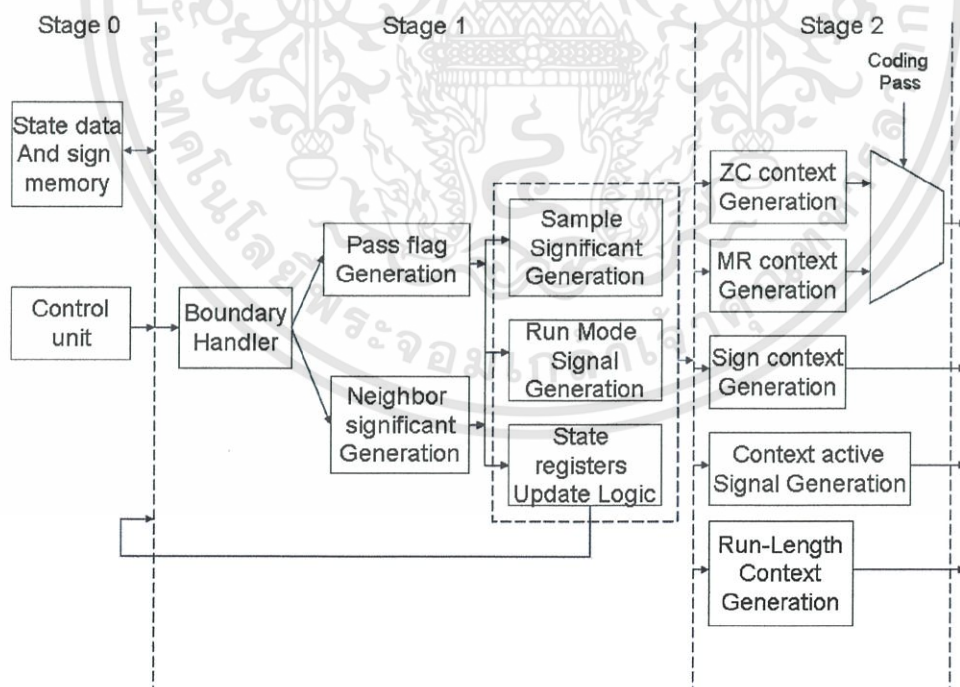 Stage 0
Stage 1
Stage 2
Coding
Pass
State data
And sign
memory
Control
unit
Boundary
Handler
Pass flag
Generation
Neighbor
significant
Generation
Sample
Significant
Generation
Run Mode
Signal
Generation
State
registers
Update Logic
ZC context
Generation
MR context
Generation
Sign context
Generation
Context active
Signal Generation
Run-Length
Context
Generation